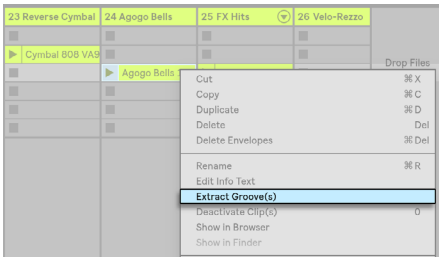 23 Reverse Cymbal 24 Agogo Bells 25 FX Hits 26 Velo-Rezzo
Cymbal 808 VA9
Drop Files
Agogo Bells
Cut ⌘X
Copy ⌘C
Duplicate ⌘D
Delete Del
Delete Envelopes ⌘Del
Rename ⌘R
Edit Info Text
Extract Groove(s)
Deactivate Clip(s) 0
Show in Browser
Show in Finder